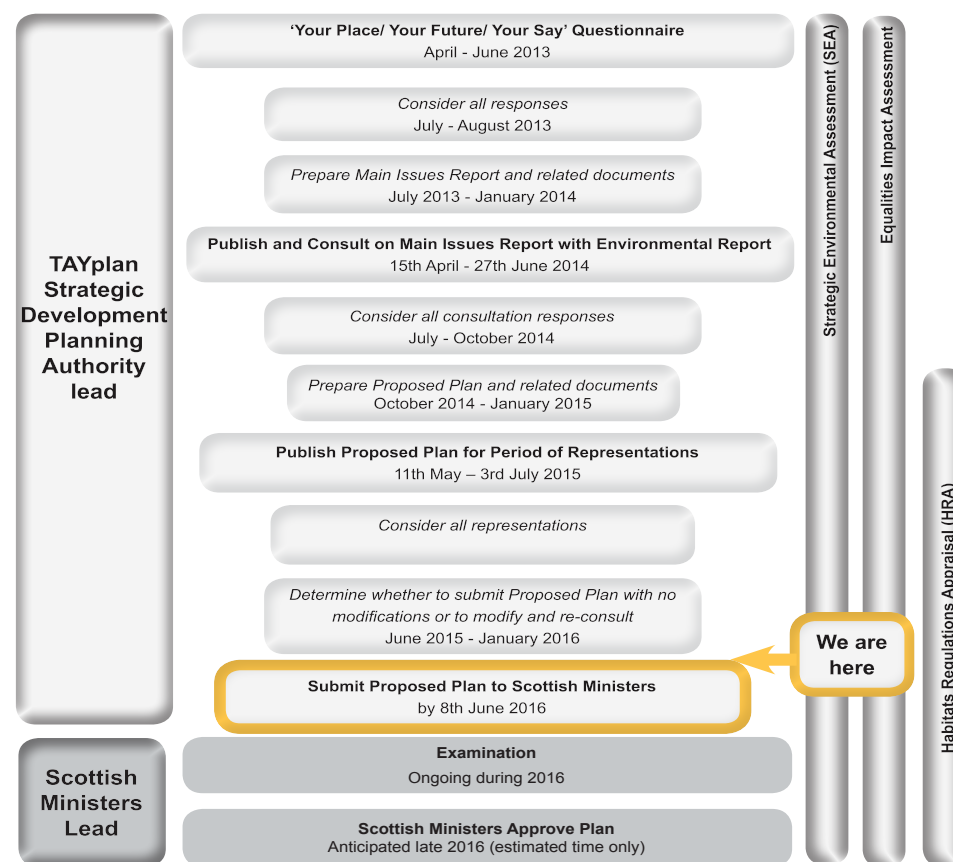 TAYplan
Strategic
Development
Planning
Authority
lead
‘Your Place/ Your Future/ Your Say’ Questionnaire
April - June 2013
Consider all responses
July - August 2013
Prepare Main Issues Report and related documents
July 2013 - January 2014
Publish and Consult on Main Issues Report with Environmental Report
15th April - 27th June 2014
Consider all consultation responses
July - October 2014
Prepare Proposed Plan and related documents
October 2014 - January 2015
Publish Proposed Plan for Period of Representations
11th May – 3rd July 2015
Consider all representations
Determine whether to submit Proposed Plan with no
modifications or to modify and re-consult
June 2015 - January 2016
Submit Proposed Plan to Scottish Ministers
by 8th June 2016
We are
here
Scottish
Ministers
Lead
Examination
Ongoing during 2016
Scottish Ministers Approve Plan
Anticipated late 2016 (estimated time only)
Strategic Environmental Assessment (SEA)
Equalities Impact Assessment
Habitats Regulations Appraisal (HRA)